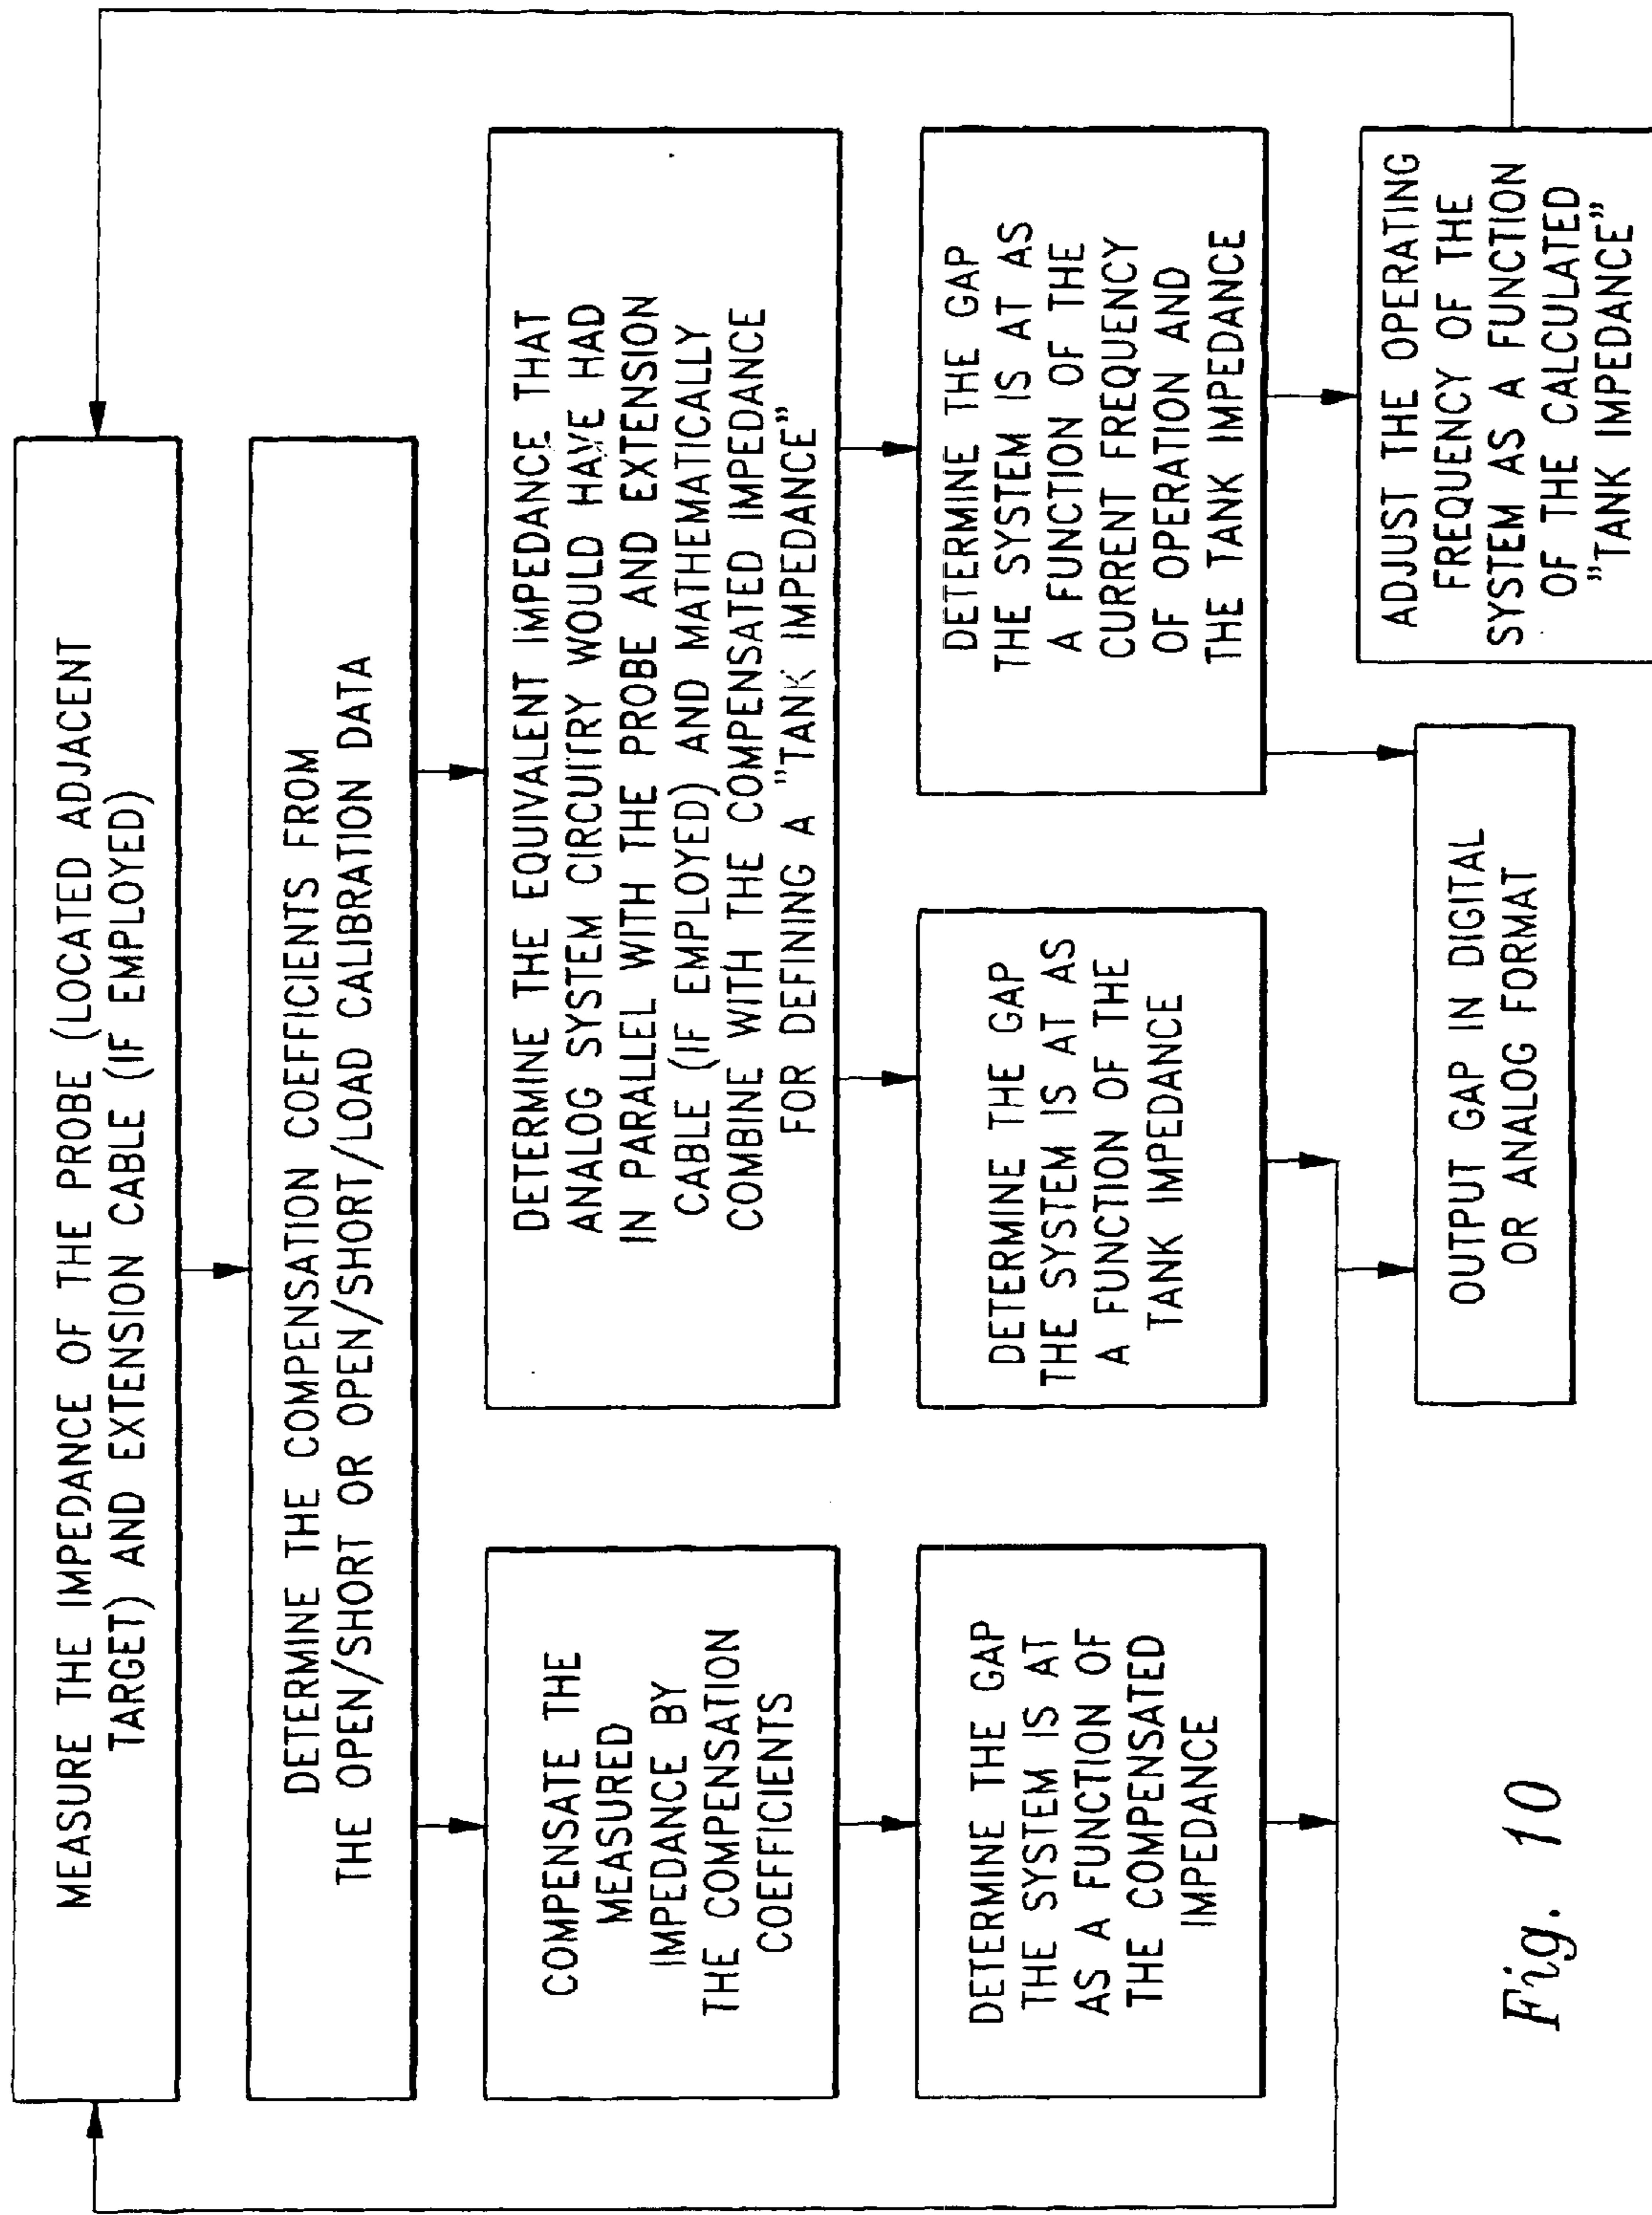 MEASURE THE IMPEDANCE OF THE PROBE (LOCATED ADJACENT
TARGET) AND EXTENSION CABLE (IF EMPLOYED)
DETERMINE THE COMPENSATION COEFFICIENTS FROM
THE OPEN/SHORT OR OPEN/SHORT/LOAD CALIBRATION DATA
COMPENSATE THE
MEASURED
IMPEDANCE BY
THE COMPENSATION
COEFFICIENTS
DETERMINE THE EQUIVALENT IMPEDANCE THAT
ANALOG SYSTEM CIRCUITRY WOULD HAVE HAD
IN PARALLEL WITH THE PROBE AND EXTENSION
CABLE (IF EMPLOYED) AND MATHEMATICALLY
COMBINE WITH THE COMPENSATED IMPEDANCE
FOR DEFINING A "TANK IMPEDANCE"
DETERMINE THE GAP
THE SYSTEM IS AT
AS A FUNCTION OF
THE COMPENSATED
IMPEDANCE
DETERMINE THE GAP
THE SYSTEM IS AT AS
A FUNCTION OF THE
TANK IMPEDANCE
DETERMINE THE GAP
THE SYSTEM IS AT AS
A FUNCTION OF THE
CURRENT FREQUENCY
OF OPERATION AND
THE TANK IMPEDANCE
OUTPUT GAP IN DIGITAL
OR ANALOG FORMAT
ADJUST THE OPERATING
FREQUENCY OF THE
SYSTEM AS A FUNCTION
OF THE CALCULATED
"TANK IMPEDANCE"
Fig. 10